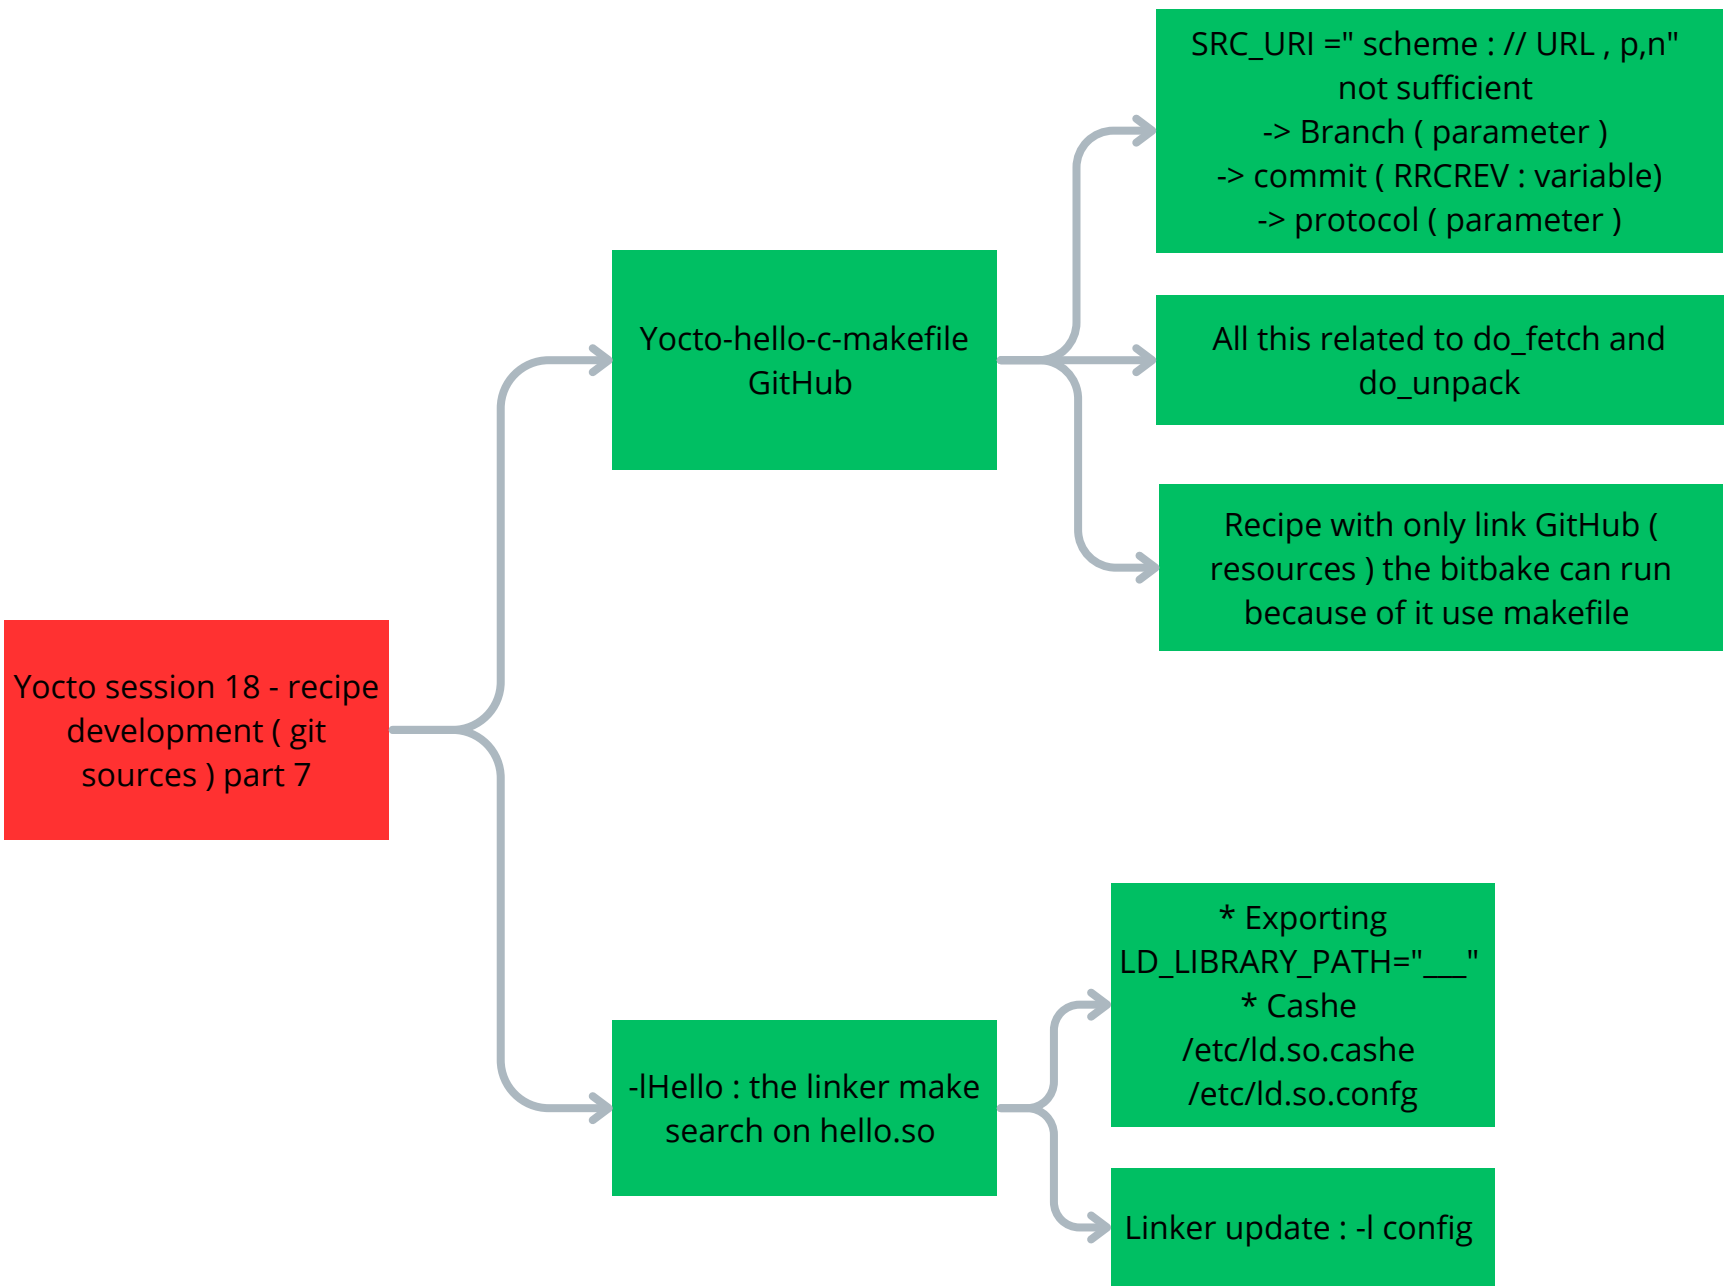 Yocto session 18 - recipe
development ( git
sources ) part 7
Yocto-hello-c-makefile
GitHub
SRC_URI =" scheme : // URL , p,n"
not sufficient
-> Branch ( parameter )
-> commit ( RRCREV : variable)
-> protocol ( parameter )
All this related to do_fetch and
do_unpack
Recipe with only link GitHub (
resources ) the bitbake can run
because of it use makefile
-lHello : the linker make
search on hello.so
* Exporting
LD_LIBRARY_PATH="___"
* Cashe
/etc/ld.so.cashe
/etc/ld.so.confg
Linker update : -l config